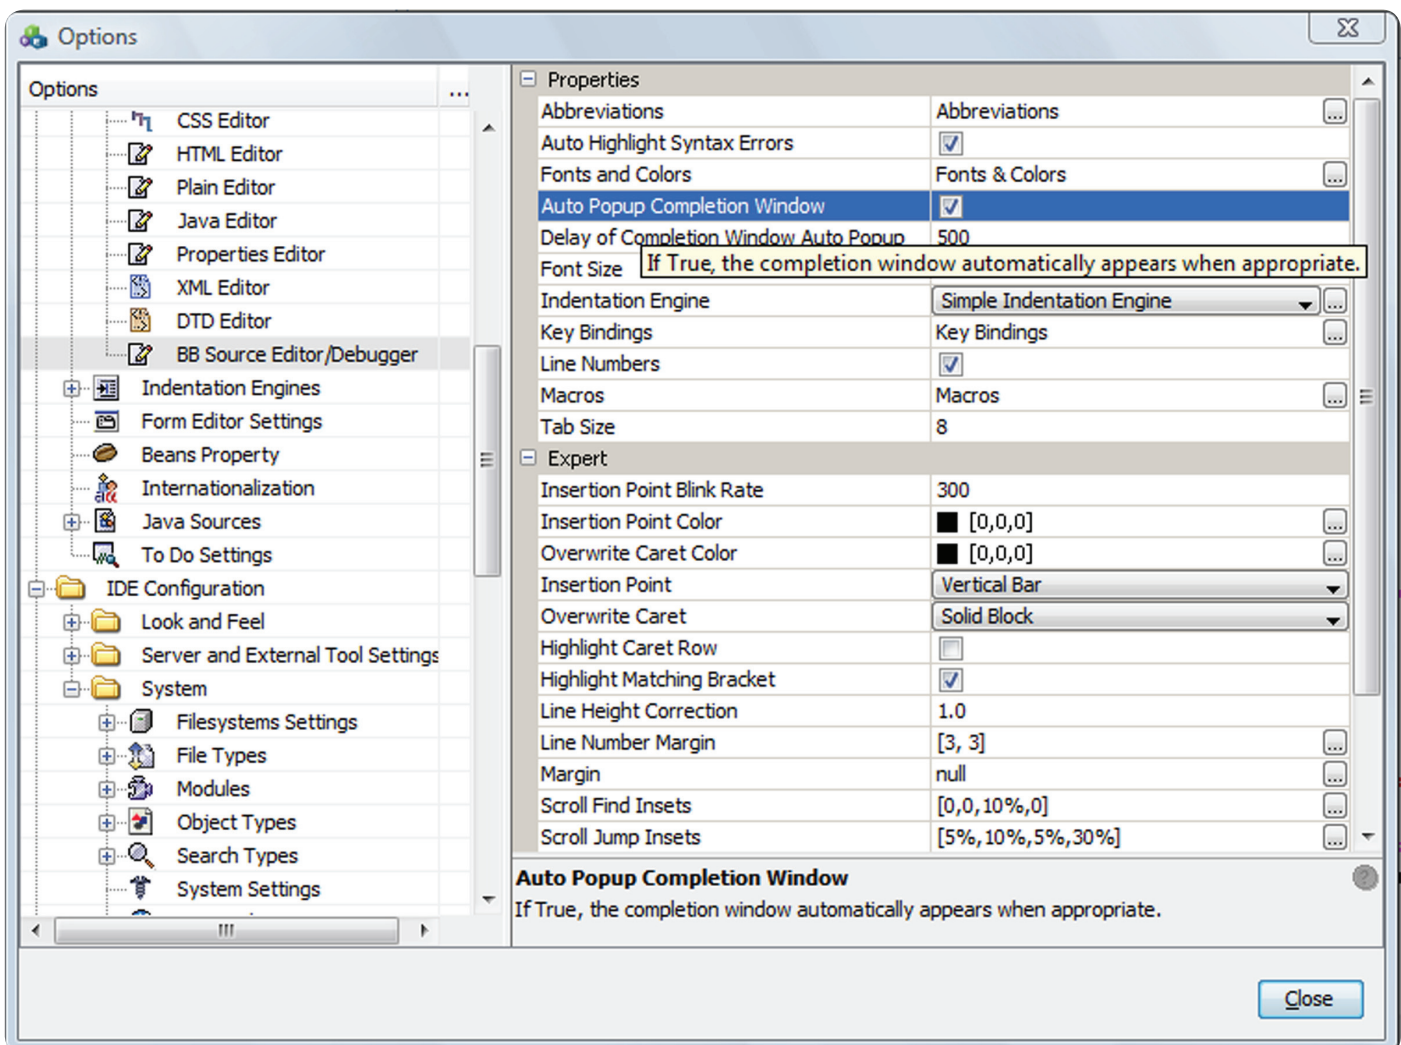 Options
Options ...
CSS Editor
HTML Editor
Plain Editor
Java Editor
Properties Editor
XML Editor
DTD Editor
BB Source Editor/Debugger
Indentation Engines
Form Editor Settings
Beans Property
Internationalization
Java Sources
To Do Settings
IDE Configuration
Look and Feel
Server and External Tool Settings
System
Filesystems Settings
File Types
Modules
Object Types
Search Types
System Settings
Properties
Abbreviations Abbreviations ...
Auto Highlight Syntax Errors
Fonts and Colors Fonts & Colors ...
Auto Popup Completion Window
Delay of Completion Window Auto Popup 500
Font Size
If True, the completion window automatically appears when appropriate.
Indentation Engine Simple Indentation Engine ...
Key Bindings Key Bindings ...
Line Numbers
Macros Macros ...
Tab Size 8
Expert
Insertion Point Blink Rate 300
Insertion Point Color [0,0,0] ...
Overwrite Caret Color [0,0,0] ...
Insertion Point Vertical Bar
Overwrite Caret Solid Block
Highlight Caret Row
Highlight Matching Bracket
Line Height Correction 1.0
Line Number Margin [3, 3] ...
Margin null ...
Scroll Find Insets [0,0,10%,0] ...
Scroll Jump Insets [5%,10%,5%,30%] ...
Auto Popup Completion Window ?
If True, the completion window automatically appears when appropriate.
Close